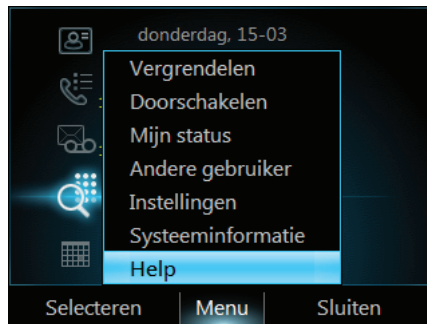 donderdag, 15-03
Vergrendelen
Doorschakelen
Mijn status
Andere gebruiker
Instellingen
Systeeminformatie
Help
Selecteren Menu Sluiten